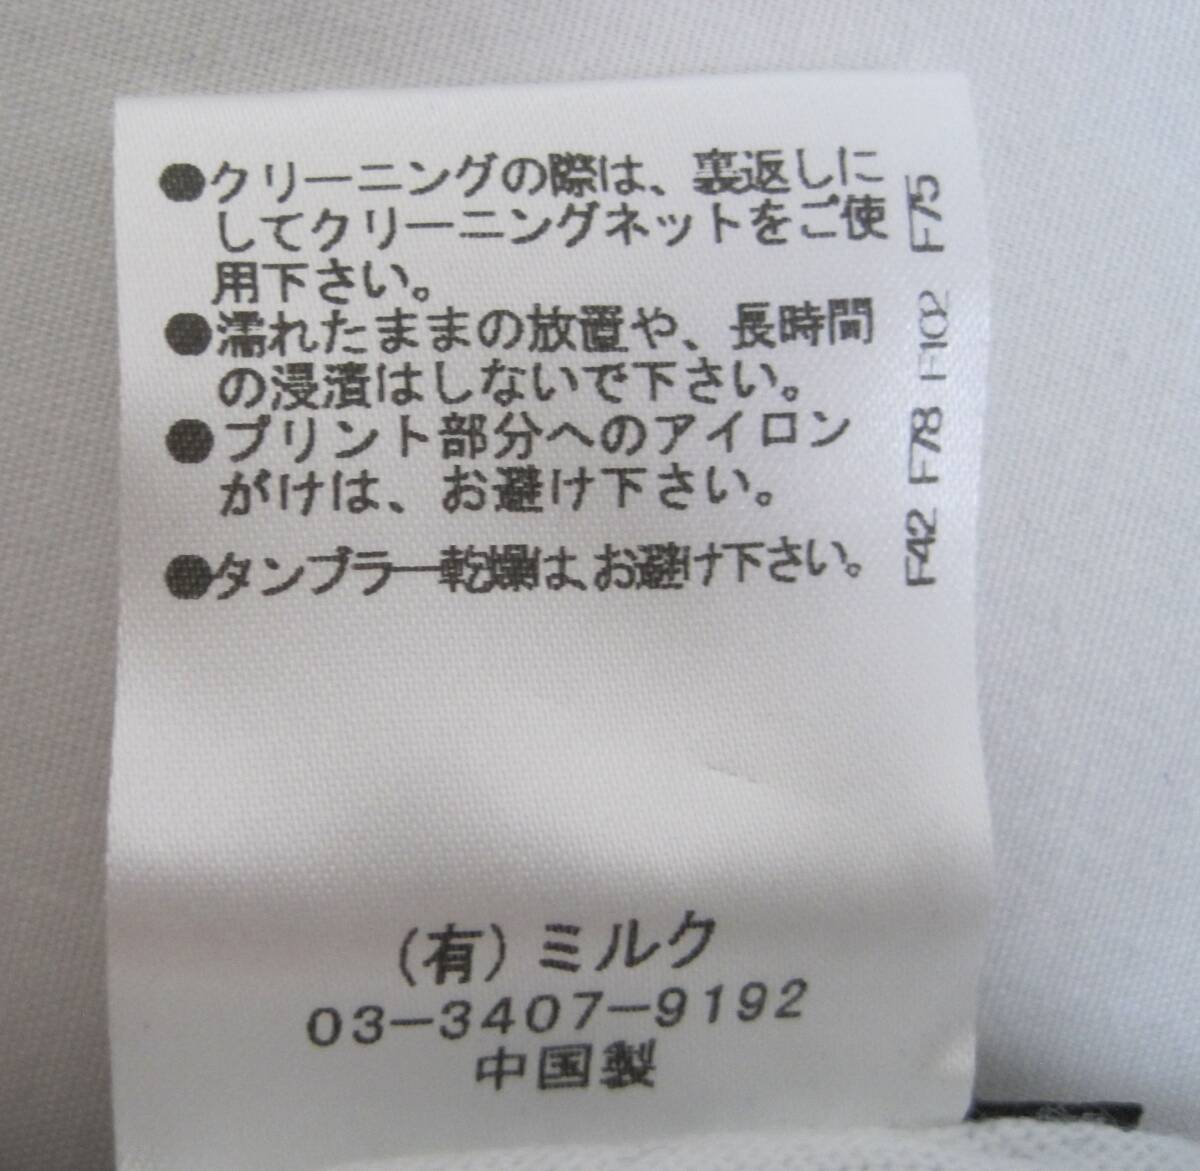 ●クリーニングの際は、裏返しに
してクリーニングネットをご使
用下さい。
●濡れたままの放置や、長時間
の浸漬はしないで下さい。
●プリント部分へのアイロン
がけは、お避け下さい。
●タンブラー乾燥は、お避け下さい。
F42 F78 F102 F75
(有)ミルク
03-3407-9192
中国製